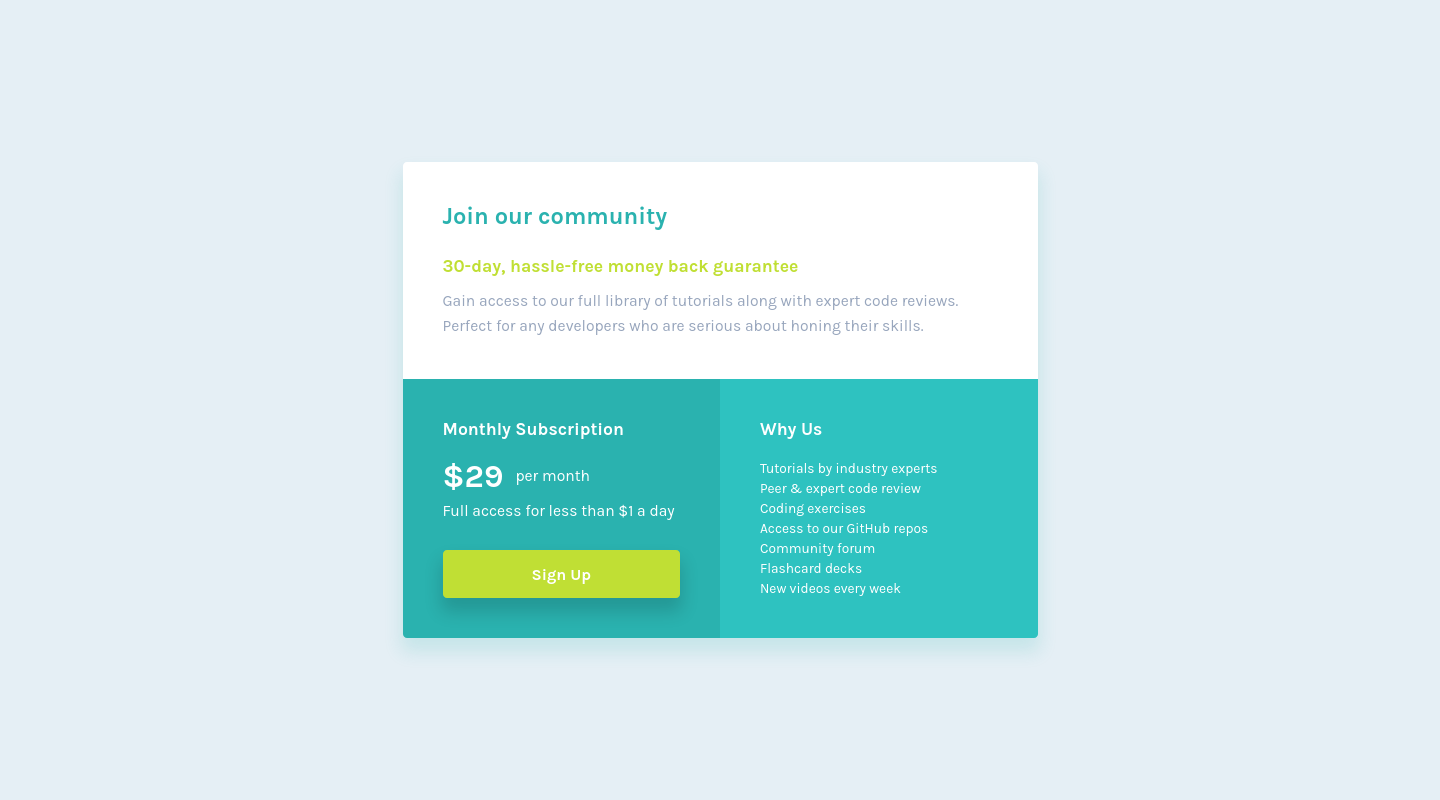 Join our community
30-day, hassle-free money back guarantee
Gain access to our full library of tutorials along with expert code reviews.
Perfect for any developers who are serious about honing their skills.
Monthly Subscription
$29 per month
Full access for less than $1 a day
Sign Up
Why Us
Tutorials by industry experts
Peer & expert code review
Coding exercises
Access to our GitHub repos
Community forum
Flashcard decks
New videos every week